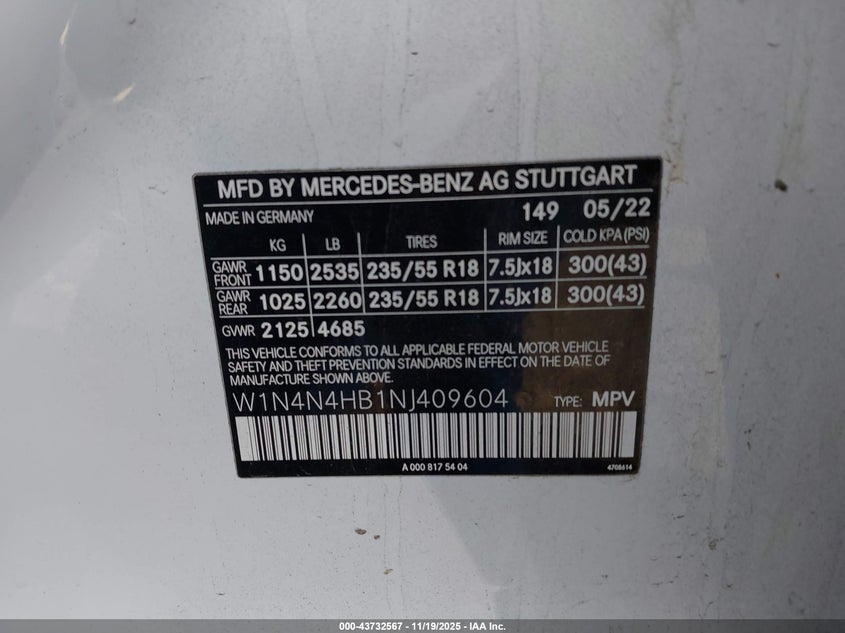 MFD BY MERCEDES-BENZ AG STUTTGART
MADE IN GERMANY 149 05/22
KG LB TIRES RIM SIZE COLD KPA (PSI)
GAWR FRONT 1150 2535 235/55 R18 7.5Jx18 300(43)
GAWR REAR 1025 2260 235/55 R18 7.5Jx18 300(43)
GVWR 2125 4685
THIS VEHICLE CONFORMS TO ALL APPLICABLE FEDERAL MOTOR VEHICLE
SAFETY AND THEFT PREVENTION STANDARDS IN EFFECT ON THE DATE OF
MANUFACTURE SHOWN ABOVE.
W1N4N4HB1NJ409604 TYPE: MPV
A 000 817 54 04 4708614
000-43732567 - 11/19/2025 - IAA Inc.